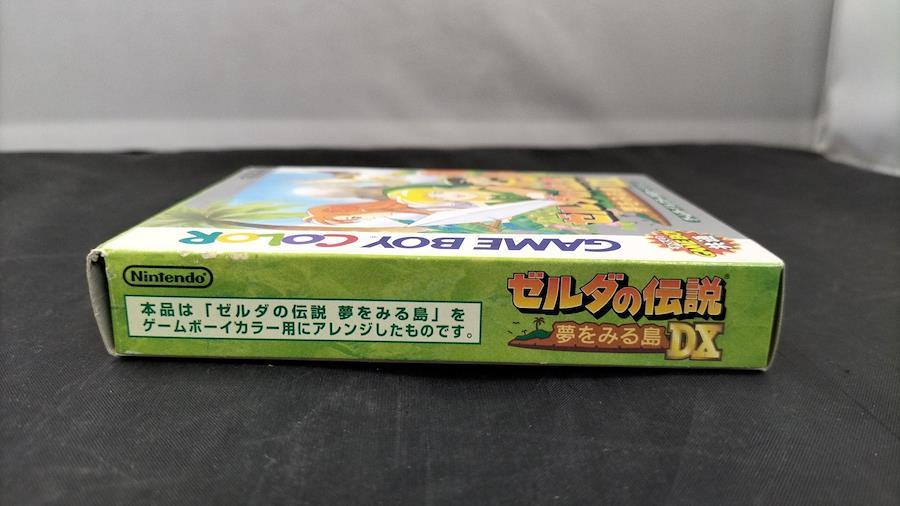 GAME BOY COLOR
Nintendo
本品は「ゼルダの伝説 夢をみる島」を
ゲームボーイカラー用にアレンジしたものです。
ゼルダの伝説
夢をみる島 DX